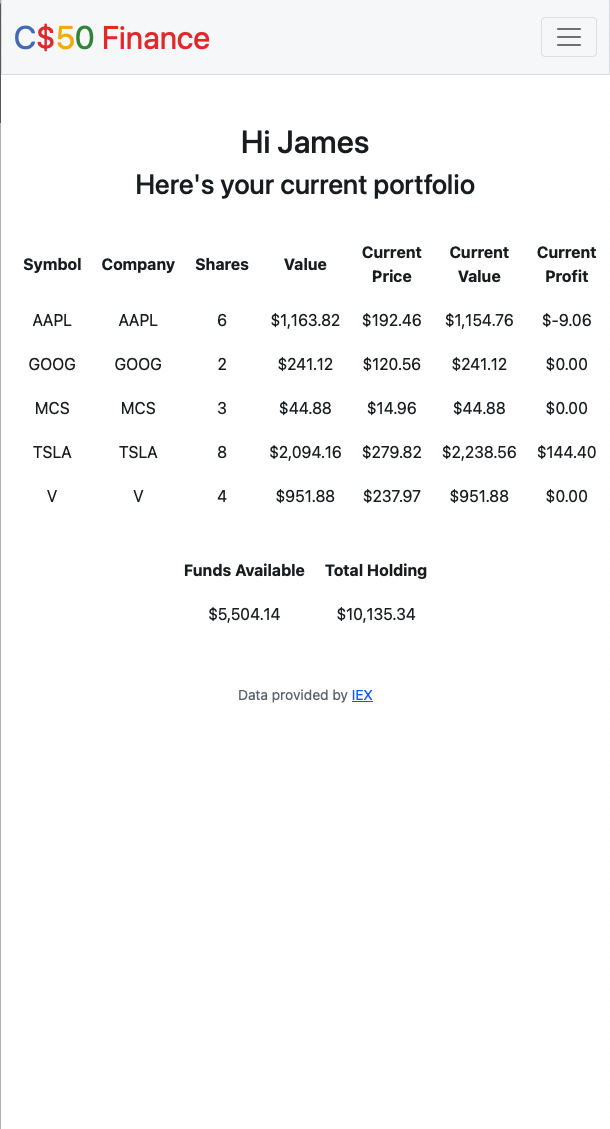 C$50 Finance
Hi James
Here's your current portfolio
Symbol Company Shares Value Current Price Current Value Current Profit
AAPL AAPL 6 $1,163.82 $192.46 $1,154.76 $-9.06
GOOG GOOG 2 $241.12 $120.56 $241.12 $0.00
MCS MCS 3 $44.88 $14.96 $44.88 $0.00
TSLA TSLA 8 $2,094.16 $279.82 $2,238.56 $144.40
V V 4 $951.88 $237.97 $951.88 $0.00
Funds Available Total Holding
$5,504.14 $10,135.34
Data provided by IEX